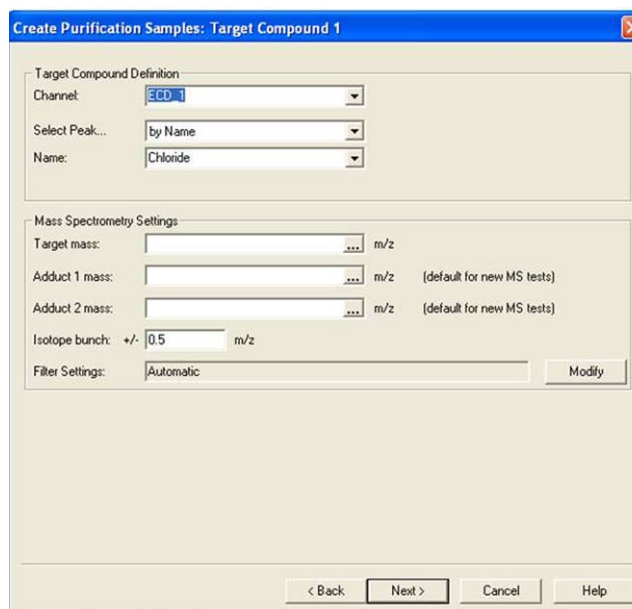 Create Purification Samples: Target Compound 1
Target Compound Definition
Channel: ECD_1
Select Peak... by Name
Name: Chloride
Mass Spectrometry Settings
Target mass: ... m/z
Adduct 1 mass: ... m/z (default for new MS tests)
Adduct 2 mass: ... m/z (default for new MS tests)
Isotope bunch: +/- 0.5 m/z
Filter Settings: Automatic Modify
< Back Next > Cancel Help